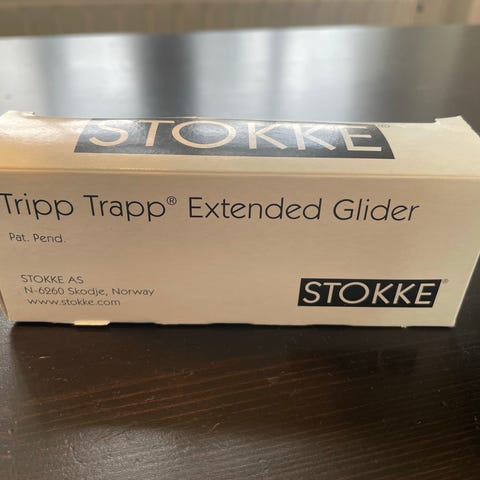 STOKKE®
Tripp Trapp® Extended Glider
Pat. Pend.
STOKKE AS
N-6260 Skodje, Norway
www.stokke.com
STOKKE®